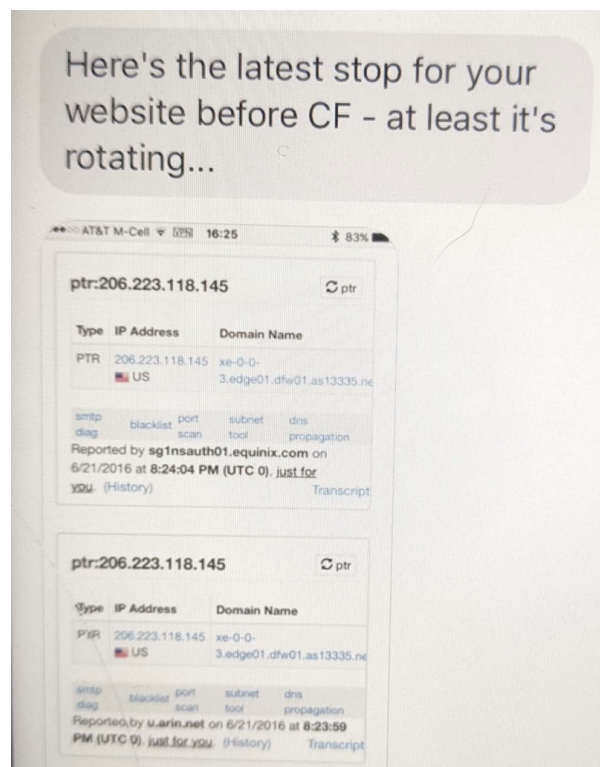 Here's the latest stop for your
website before CF - at least it's
rotating...
AT&T M-Cell VPN 16:25 83%
ptr:206.223.118.145 ptr
Type IP Address Domain Name
PTR 206.223.118.145 xe-0-0-
US 3.edge01.dfw01.as13335.ne
smtp blacklist port subnet dns
diag scan tool propagation
Reported by sg1nsauth01.equinix.com on
6/21/2016 at 8:24:04 PM (UTC 0), just for
you. (History) Transcript
ptr:206.223.118.145 ptr
Type IP Address Domain Name
PTR 206.223.118.145 xe-0-0-
US 3.edge01.dfw01.as13335.ne
smtp blacklist port subnet dns
diag scan tool propagation
Reported by u.arin.net on 6/21/2016 at 8:23:59
PM (UTC 0), just for you. (History) Transcript